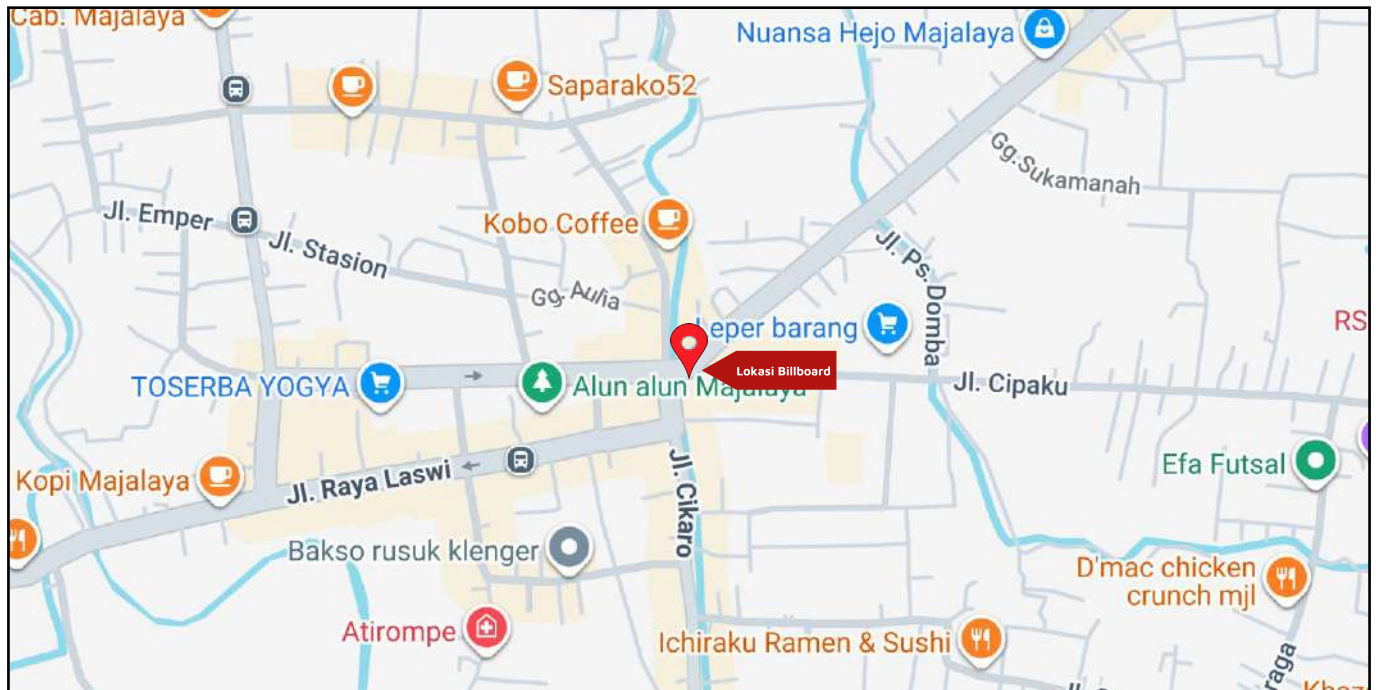 Cab. Majalaya
Nuansa Hejo Majalaya
Saparako52
Gg.Sukamanah
Jl. Emper
Kobo Coffee
Jl. Stasion
Jl. Ps. Domba
Gg. Aulia
eper barang
RS
Lokasi Billboard
TOSERBA YOGYA
Alun alun Majalaya
Jl. Cipaku
Kopi Majalaya
Jl. Raya Laswi
Jl. Cikaro
Efa Futsal
Bakso rusuk klenger
D'mac chicken
crunch mjl
Atirompe
Ichiraku Ramen & Sushi
raga